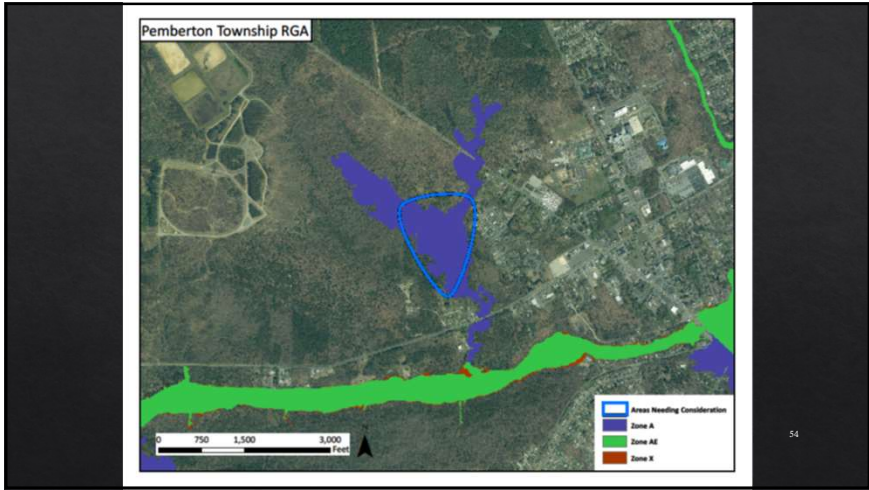 Pemberton Township RGA
0 750 1,500 3,000
Feet
Areas Needing Consideration
Zone A
Zone AE
Zone X
54